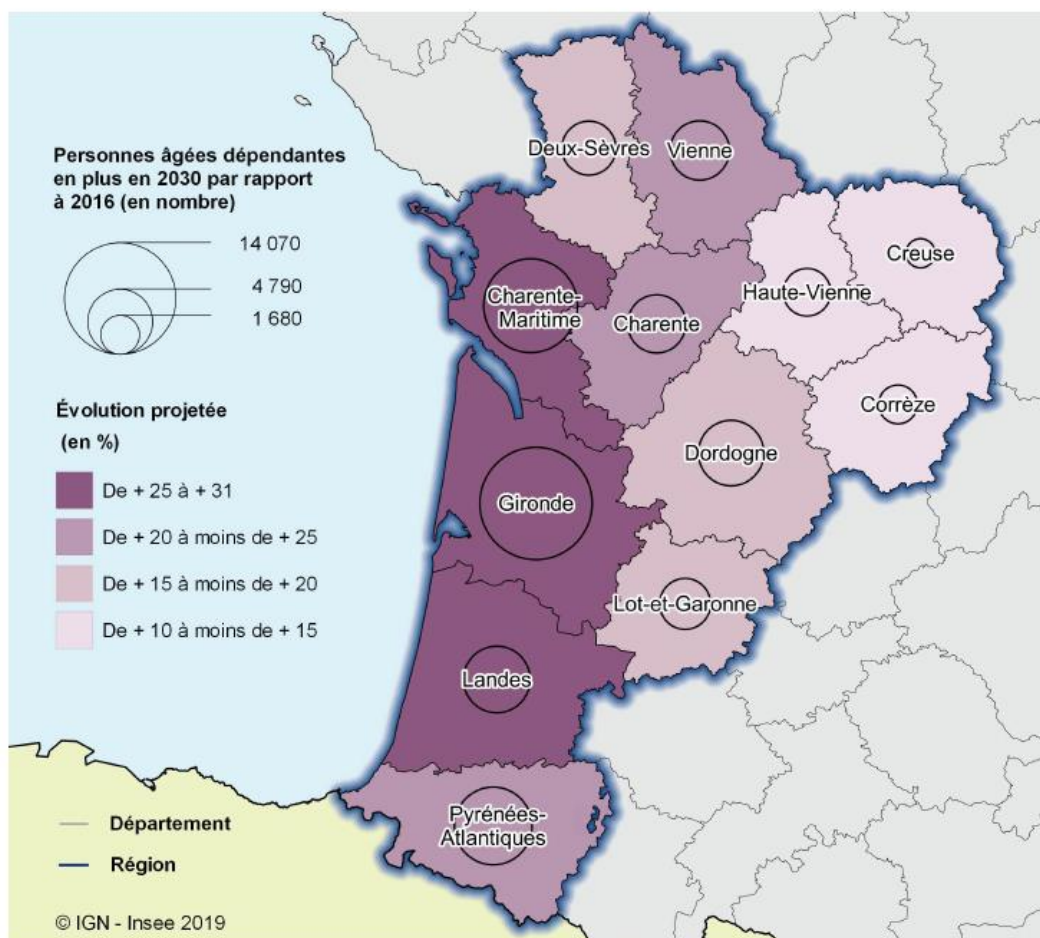 Personnes âgées dépendantes
en plus en 2030 par rapport
à 2016 (en nombre)
14 070
4 790
1 680
Évolution projetée
(en %)
De + 25 à + 31
De + 20 à moins de + 25
De + 15 à moins de + 20
De + 10 à moins de + 15
Département
Région
© IGN - Insee 2019
Deux-Sèvres
Vienne
Creuse
Haute-Vienne
Charente-
Maritime
Charente
Corrèze
Dordogne
Gironde
Lot-et-Garonne
Landes
Pyrénées-
Atlantiques